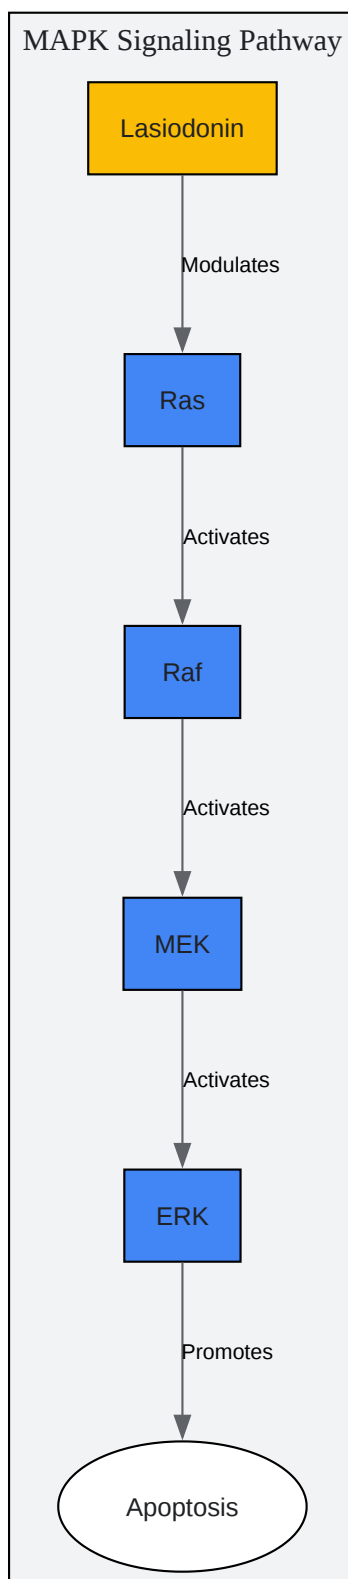 MAPK Signaling Pathway
Lasiodonin
Modulates
Ras
Activates
Raf
Activates
MEK
Activates
ERK
Promotes
Apoptosis